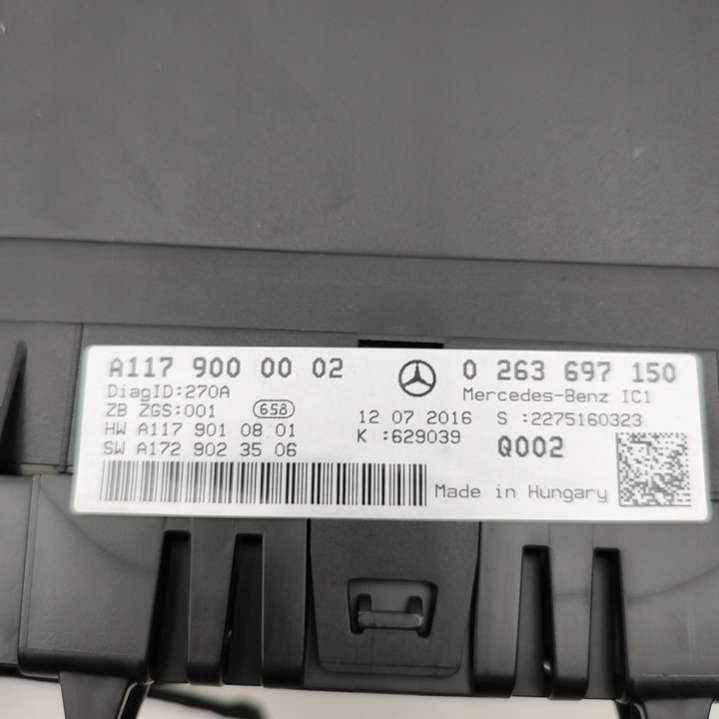 A117 900 00 02 0 263 697 150
DiagID:270A Mercedes-Benz IC1
ZB ZGS:001 658 12 07 2016 S :2275160323
HW A117 901 08 01 K :629039 Q002
SW A172 902 35 06
Made in Hungary